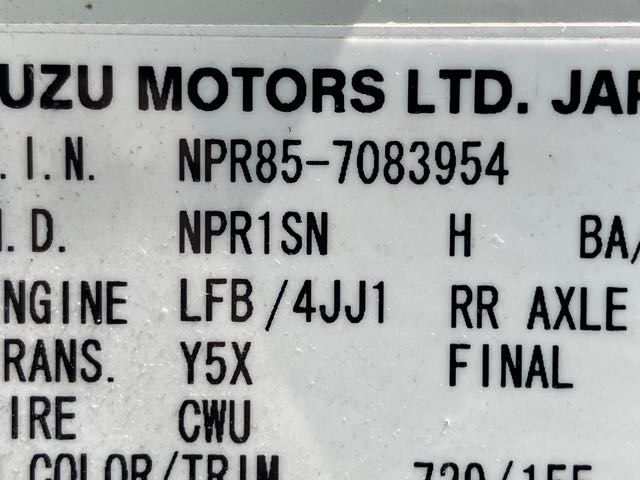 UZU MOTORS LTD. JAP
.I.N. NPR85-7083954
.D. NPR1SN H BA/
NGINE LFB/4JJ1 RR AXLE
RANS. Y5X FINAL
IRE CWU
COLOR/TRIM